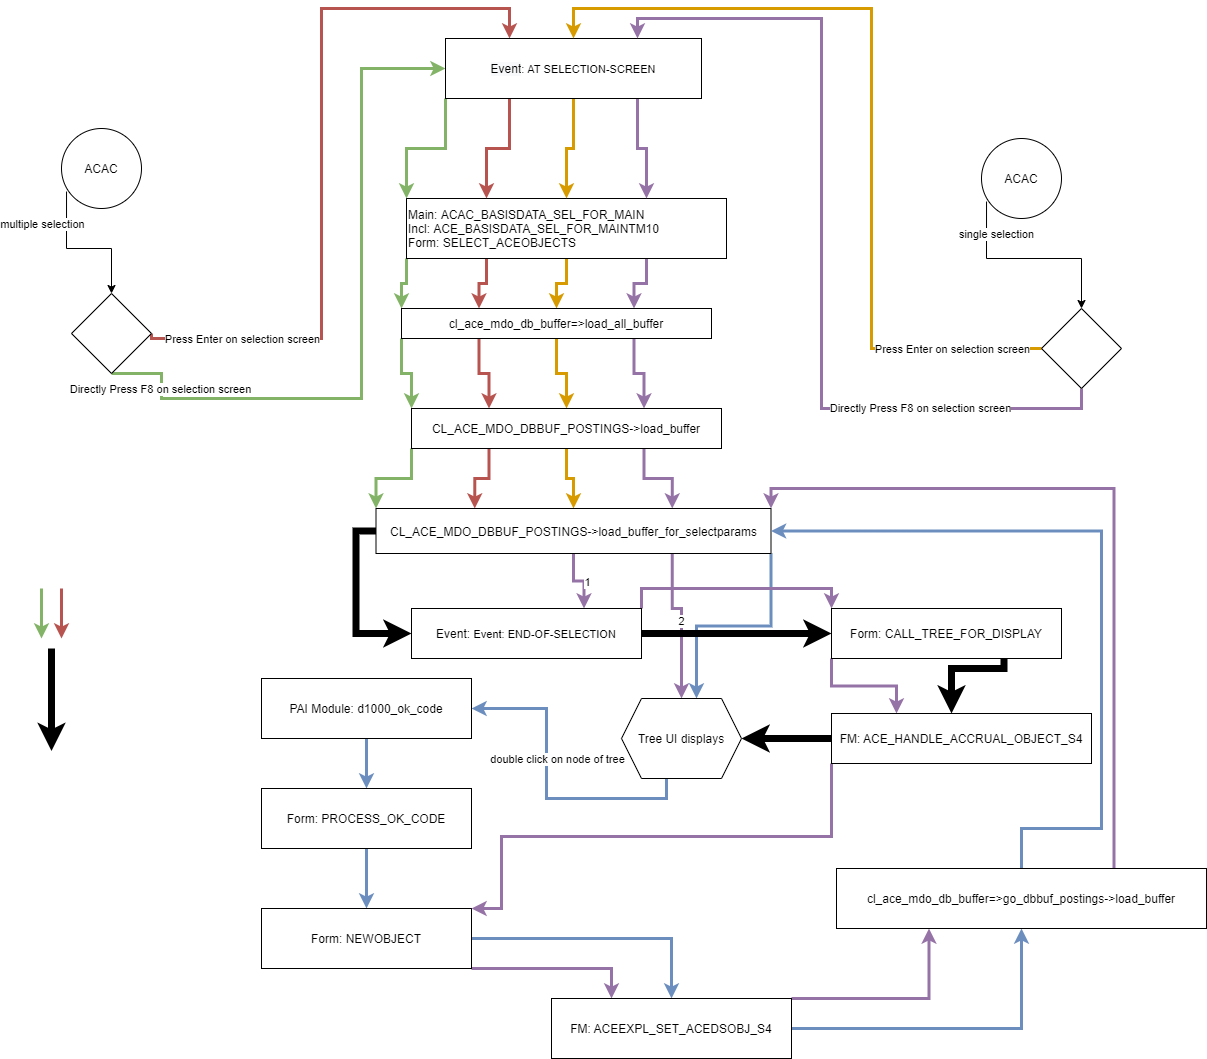 Event: AT SELECTION-SCREEN
ACAC
ACAC
multiple selection
single selection
Main: ACAC_BASISDATA_SEL_FOR_MAIN
Incl: ACE_BASISDATA_SEL_FOR_MAINTM10
Form: SELECT_ACEOBJECTS
cl_ace_mdo_db_buffer=>load_all_buffer
Press Enter on selection screen
Press Enter on selection screen
Directly Press F8 on selection screen
Directly Press F8 on selection screen
CL_ACE_MDO_DBBUF_POSTINGS->load_buffer
CL_ACE_MDO_DBBUF_POSTINGS->load_buffer_for_selectparams
1
2
Event: Event: END-OF-SELECTION
Form: CALL_TREE_FOR_DISPLAY
PAI Module: d1000_ok_code
Tree UI displays
FM: ACE_HANDLE_ACCRUAL_OBJECT_S4
double click on node of tree
Form: PROCESS_OK_CODE
cl_ace_mdo_db_buffer=>go_dbbuf_postings->load_buffer
Form: NEWOBJECT
FM: ACEEXPL_SET_ACEDSOBJ_S4